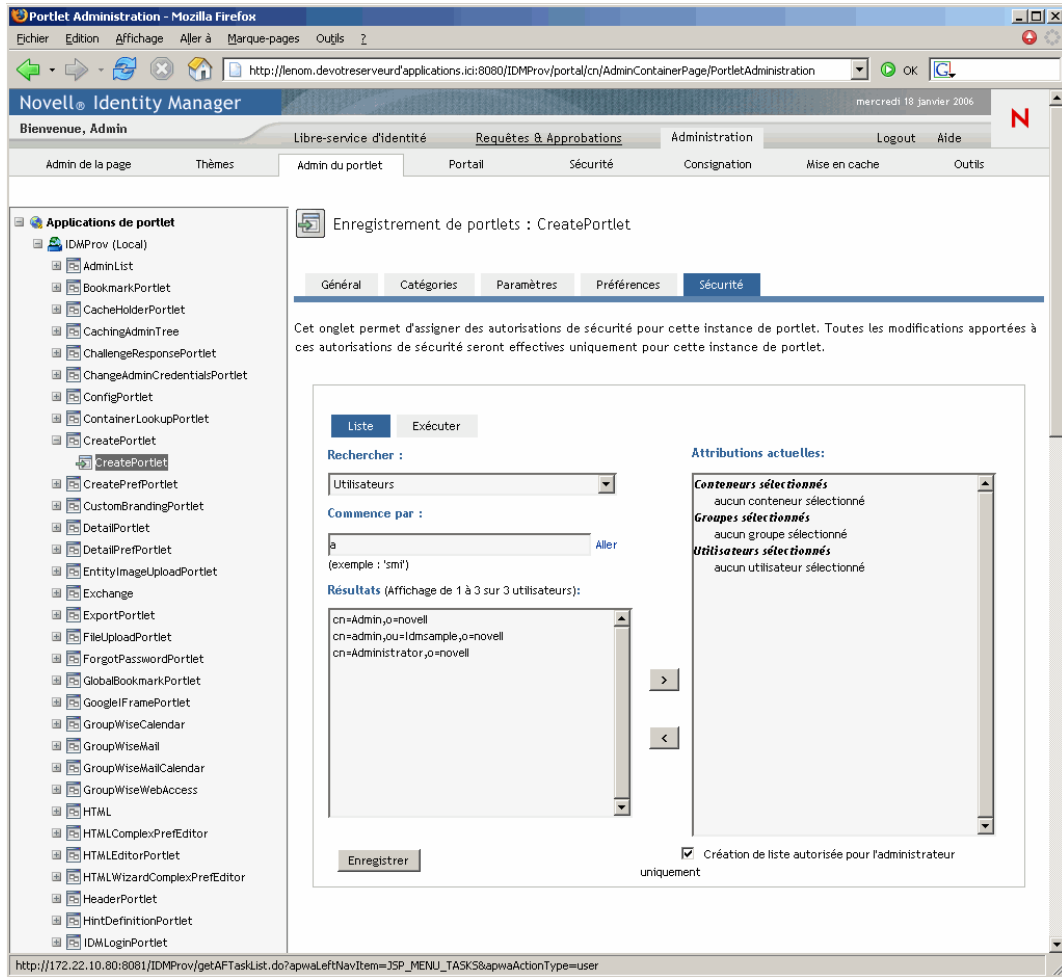 Portlet Administration - Mozilla Firefox
Fichier Edition Affichage Aller à Marque-pages Outils ?
http://lenom.devotreserveurd'applications.ici:8080/IDMProv/portal/cn/AdminContainerPage/PortletAdministration OK G
Novell® Identity Manager mercredi 18 janvier 2006
N
Bienvenue, Admin
Libre-service d'identité Requêtes & Approbations Administration Logout Aide
Admin de la page Thèmes Admin du portlet Portail Sécurité Consignation Mise en cache Outils
Applications de portlet
IDMProv (Local)
AdminList
BookmarkPortlet
CacheHolderPortlet
CachingAdminTree
ChallengeResponsePortlet
ChangeAdminCredentialsPortlet
ConfigPortlet
ContainerLookupPortlet
CreatePortlet
CreatePortlet
CreatePrefPortlet
CustomBrandingPortlet
DetailPortlet
DetailPrefPortlet
EntityImageUploadPortlet
Exchange
ExportPortlet
FileUploadPortlet
ForgotPasswordPortlet
GlobalBookmarkPortlet
GoogleIFramePortlet
GroupWiseCalendar
GroupWiseMail
GroupWiseMailCalendar
GroupWiseWebAccess
HTML
HTMLComplexPrefEditor
HTMLEditorPortlet
HTMLWizardComplexPrefEditor
HeaderPortlet
HintDefinitionPortlet
IDMLoginPortlet
Enregistrement de portlets : CreatePortlet
Général Catégories Paramètres Préférences Sécurité
Cet onglet permet d'assigner des autorisations de sécurité pour cette instance de portlet. Toutes les modifications apportées à
ces autorisations de sécurité seront effectives uniquement pour cette instance de portlet.
Liste Exécuter
Rechercher :
Utilisateurs
Commence par :
a Aller
(exemple : 'smi')
Résultats (Affichage de 1 à 3 sur 3 utilisateurs):
cn=Admin,o=novell
cn=admin,ou=Idmsample,o=novell
cn=Administrator,o=novell
>
<
Enregistrer
Attributions actuelles:
Conteneurs sélectionnés
aucun conteneur sélectionné
Groupes sélectionnés
aucun groupe sélectionné
Utilisateurs sélectionnés
aucun utilisateur sélectionné
Création de liste autorisée pour l'administrateur
uniquement
http://172.22.10.80:8081/IDMProv/getAFTaskList.do?apwaLeftNavItem=JSP_MENU_TASKS&apwaActionType=user